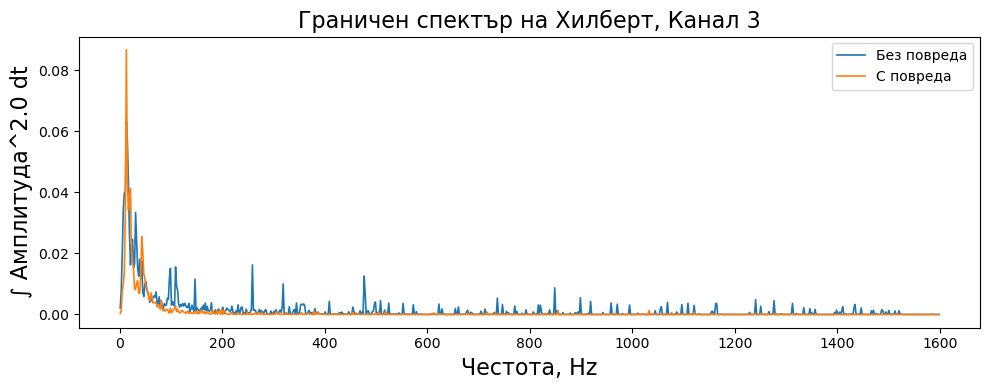 Граничен спектър на Хилберт, Канал 3
∫ Амплитуда^2.0 dt
0.08
0.06
0.04
0.02
0.00
Без повреда
С повреда
0 200 400 600 800 1000 1200 1400 1600
Честота, Hz